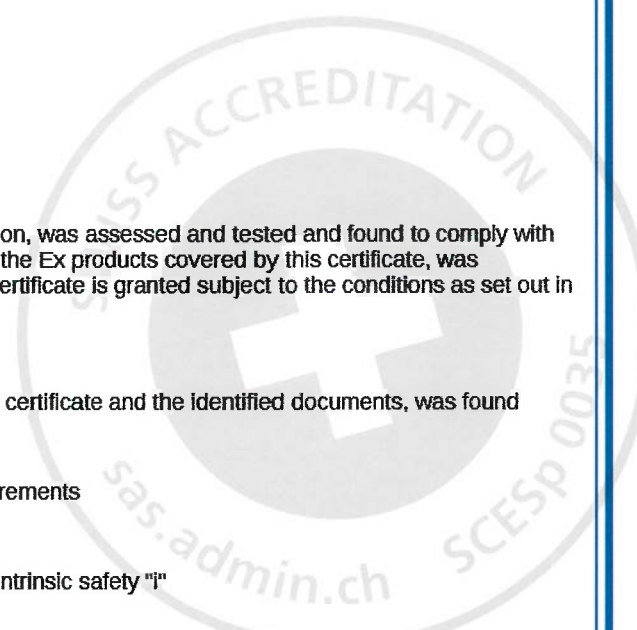 SWISS ACCREDITATION
on, was assessed and tested and found to comply with
the Ex products covered by this certificate, was
ertificate is granted subject to the conditions as set out in
certificate and the identified documents, was found
rements
ntrinsic safety "i"
sas.admin.ch
SCESp 0035